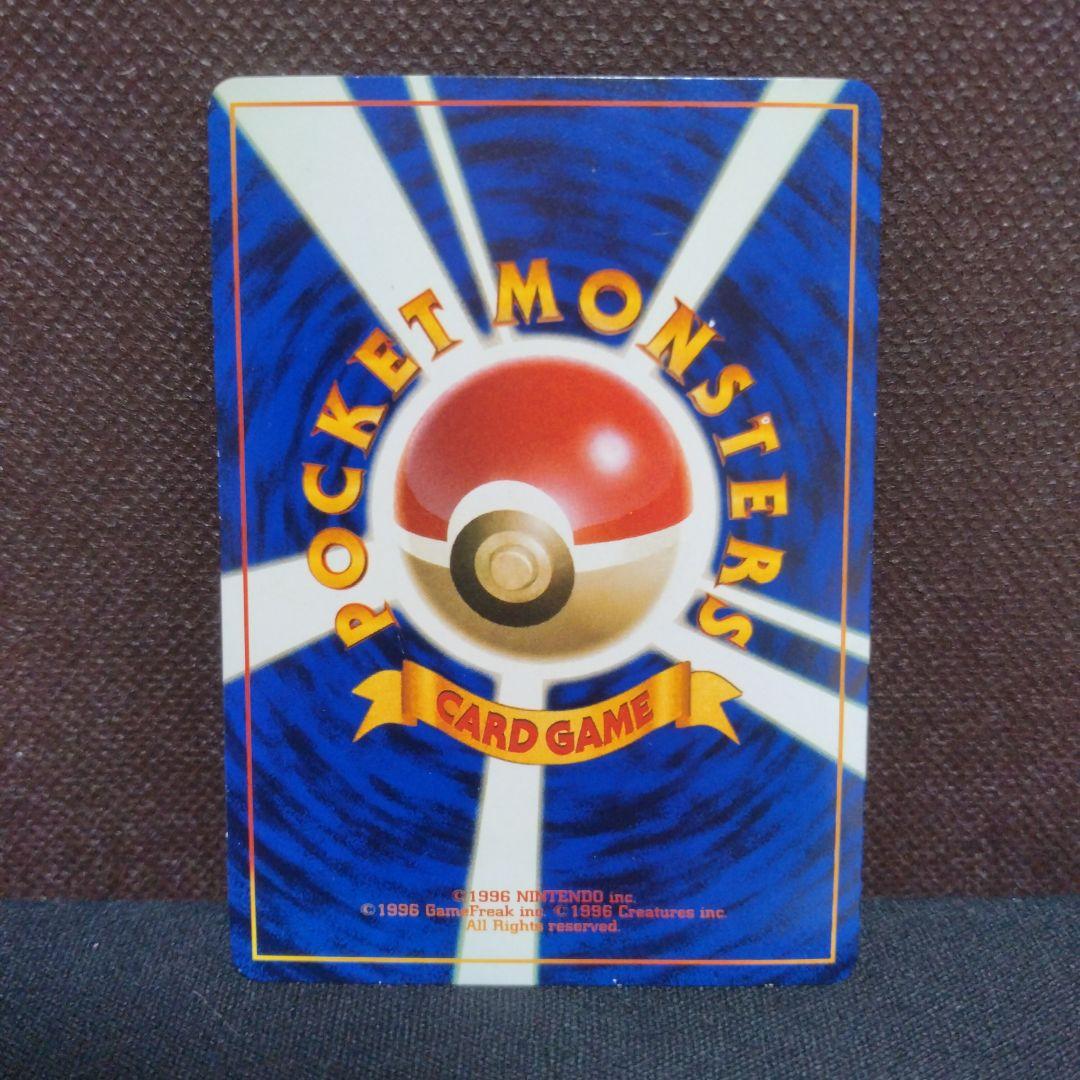 POCKET MONSTERS
CARD GAME
©1996 NINTENDO inc.
©1996 GameFreak inc. ©1996 Creatures inc.
All Rights reserved.